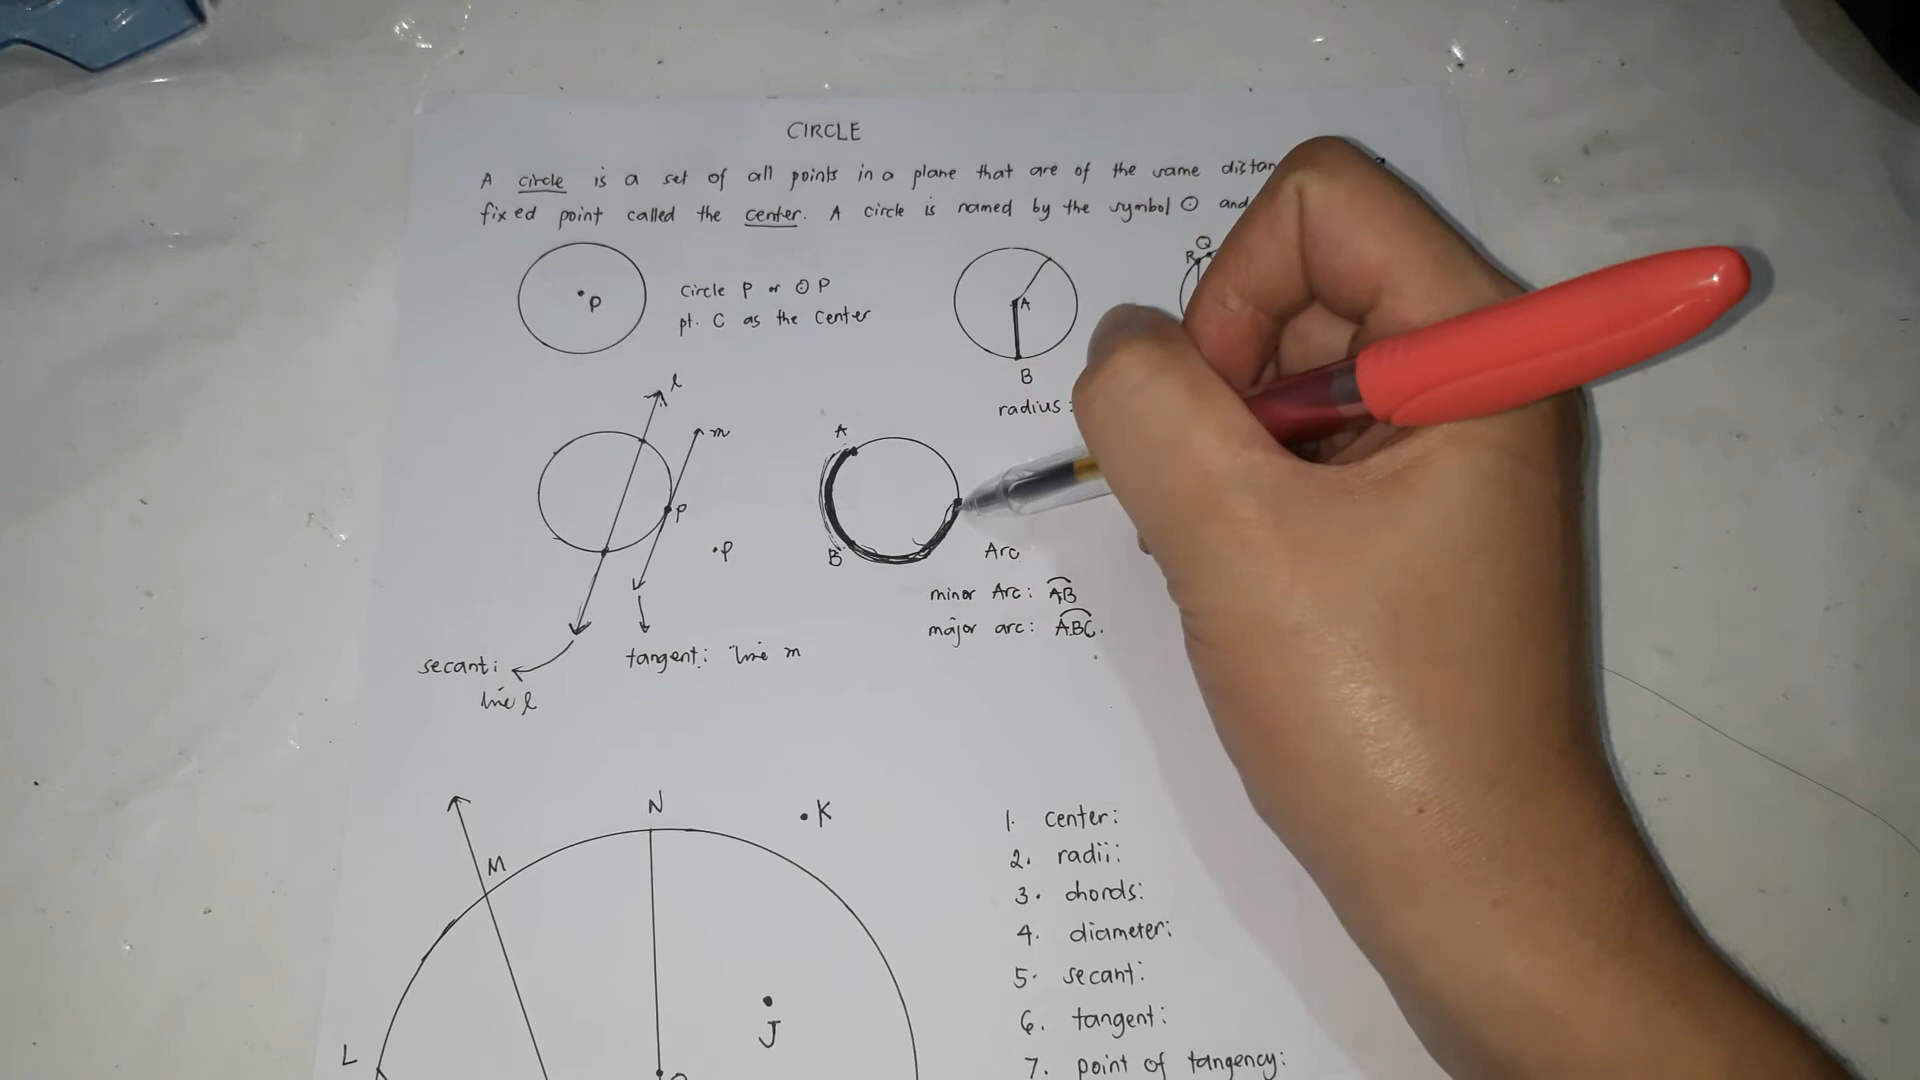 CIRCLE
A circle is a set of all points in a plane that are of the same distan a
fixed point called the center. A circle is named by the symbol ⊙ and
P
Circle P or ⊙ P
pt. C as the center
A
B
radius:
Q
R
l
m
P
.P
secant:
line l
tangent: line m
A
B
Arc
minor Arc: AB
major arc: ABC.
N
K
M
J
L
1. center:
2. radii:
3. chords:
4. diameter:
5. secant:
6. tangent:
7. point of tangency: